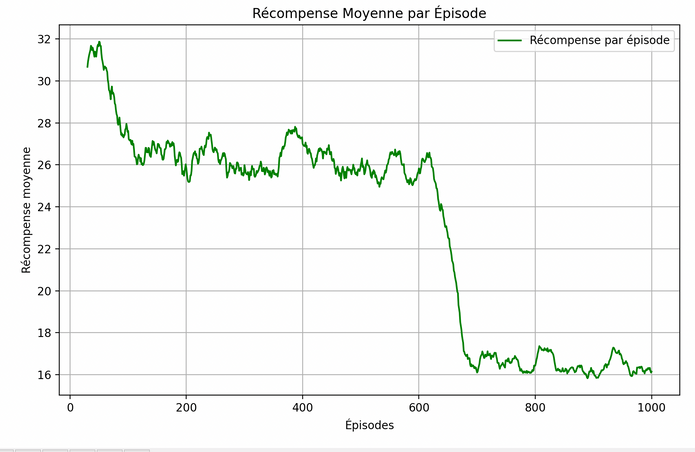 Récompense Moyenne par Épisode
Récompense par épisode
32
30
28
26
24
22
20
18
16
Récompense moyenne
0 200 400 600 800 1000
Épisodes